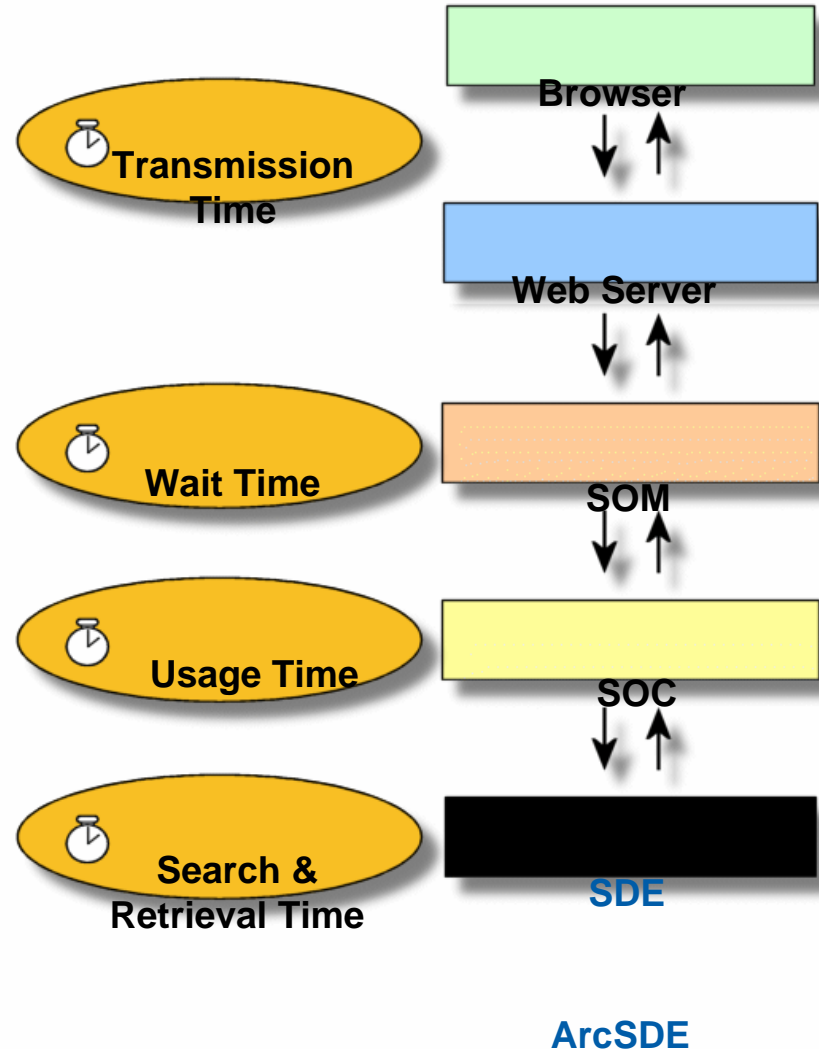 Browser
Transmission
Time
Web Server
Wait Time
SOM
Usage Time
SOC
Search &
Retrieval Time
SDE
ArcSDE